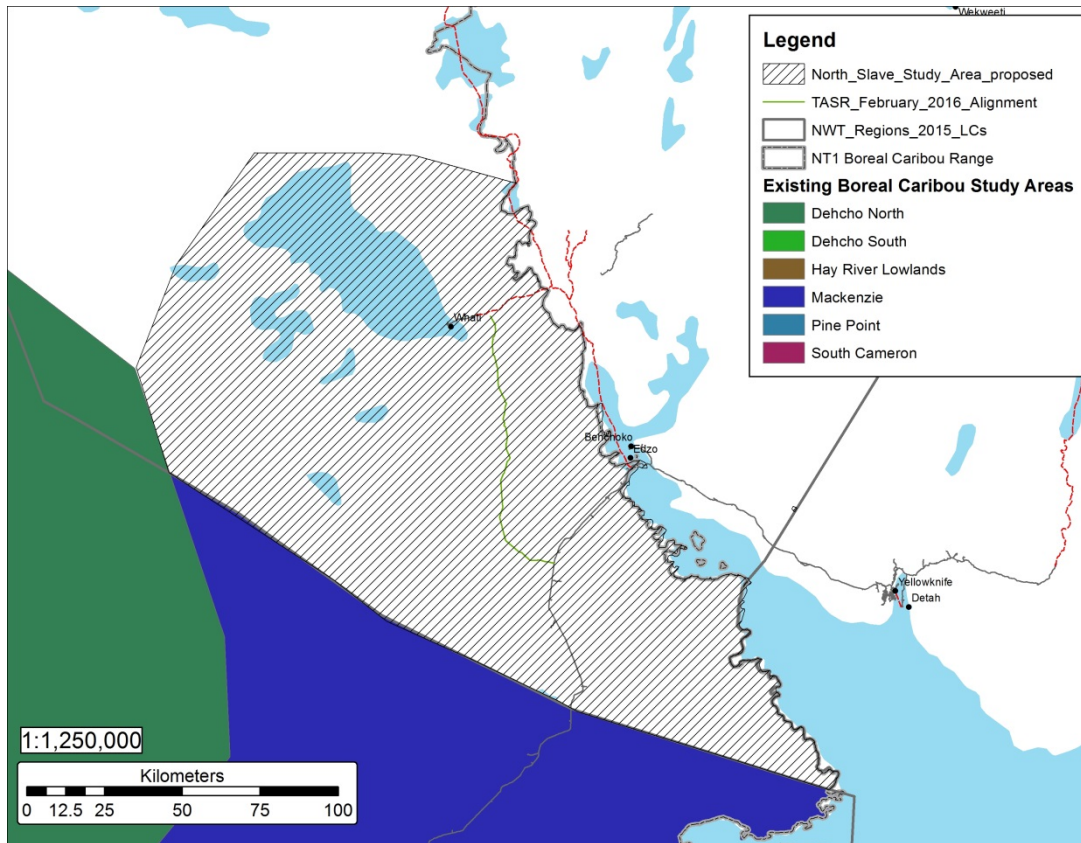 Wekweeti
Legend
North_Slave_Study_Area_proposed
TASR_February_2016_Alignment
NWT_Regions_2015_LCs
NT1 Boreal Caribou Range
Existing Boreal Caribou Study Areas
Dehcho North
Dehcho South
Hay River Lowlands
Mackenzie
Pine Point
South Cameron
Whati
Behchoko
Edzo
Yellowknife
Detah
1:1,250,000
Kilometers
0 12.5 25 50 75 100